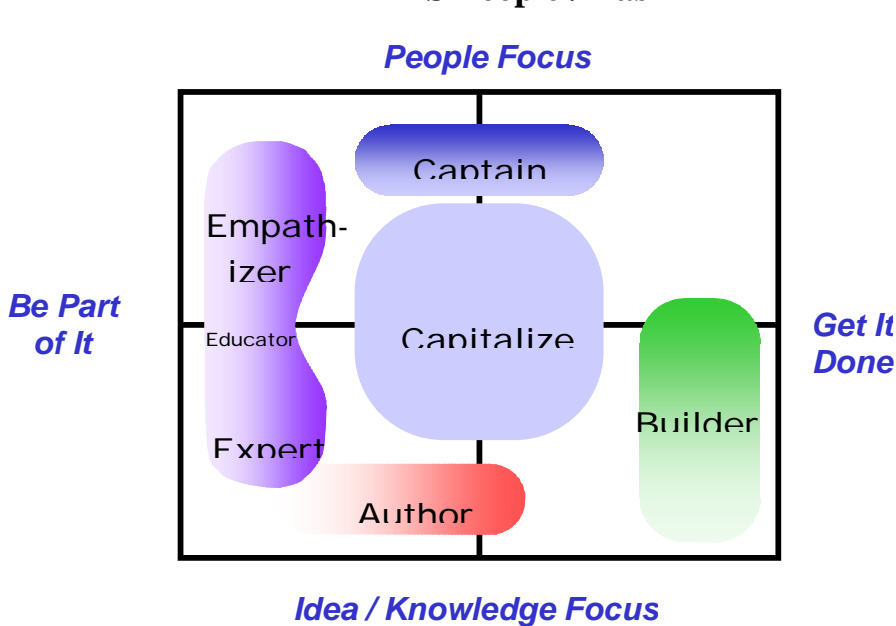 People Focus
Captain
Empath-
izer
Be Part
of It
Educator
Capitalize
Get It
Done
Builder
Expert
Author
Idea / Knowledge Focus